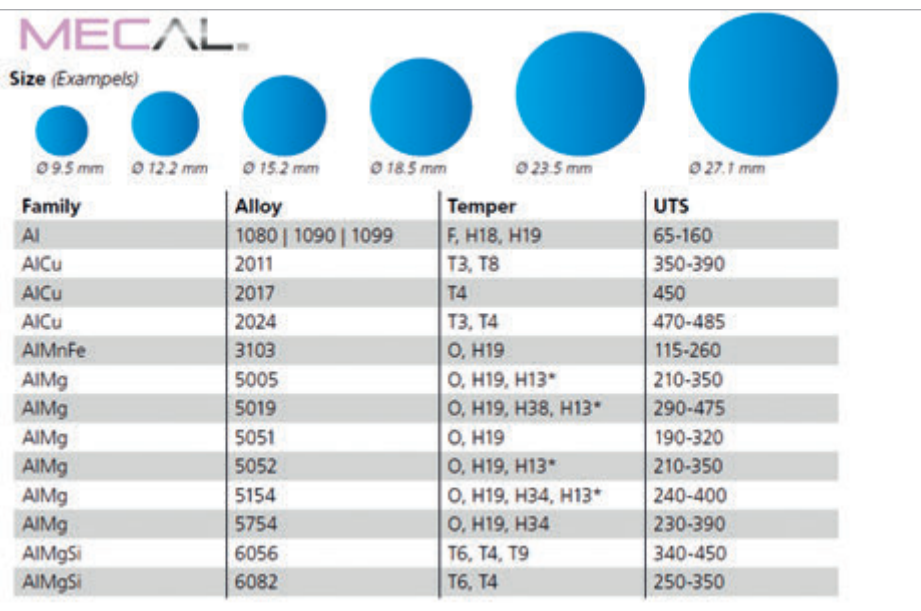 MECAL
Size (Exampels)
Ø 9.5 mm Ø 12.2 mm Ø 15.2 mm Ø 18.5 mm Ø 23.5 mm Ø 27.1 mm
Family Alloy Temper UTS
Al 1080 | 1090 | 1099 F, H18, H19 65-160
AlCu 2011 T3, T8 350-390
AlCu 2017 T4 450
AlCu 2024 T3, T4 470-485
AlMnFe 3103 O, H19 115-260
AlMg 5005 O, H19, H13* 210-350
AlMg 5019 O, H19, H38, H13* 290-475
AlMg 5051 O, H19 190-320
AlMg 5052 O, H19, H13* 210-350
AlMg 5154 O, H19, H34, H13* 240-400
AlMg 5754 O, H19, H34 230-390
AlMgSi 6056 T6, T4, T9 340-450
AlMgSi 6082 T6, T4 250-350